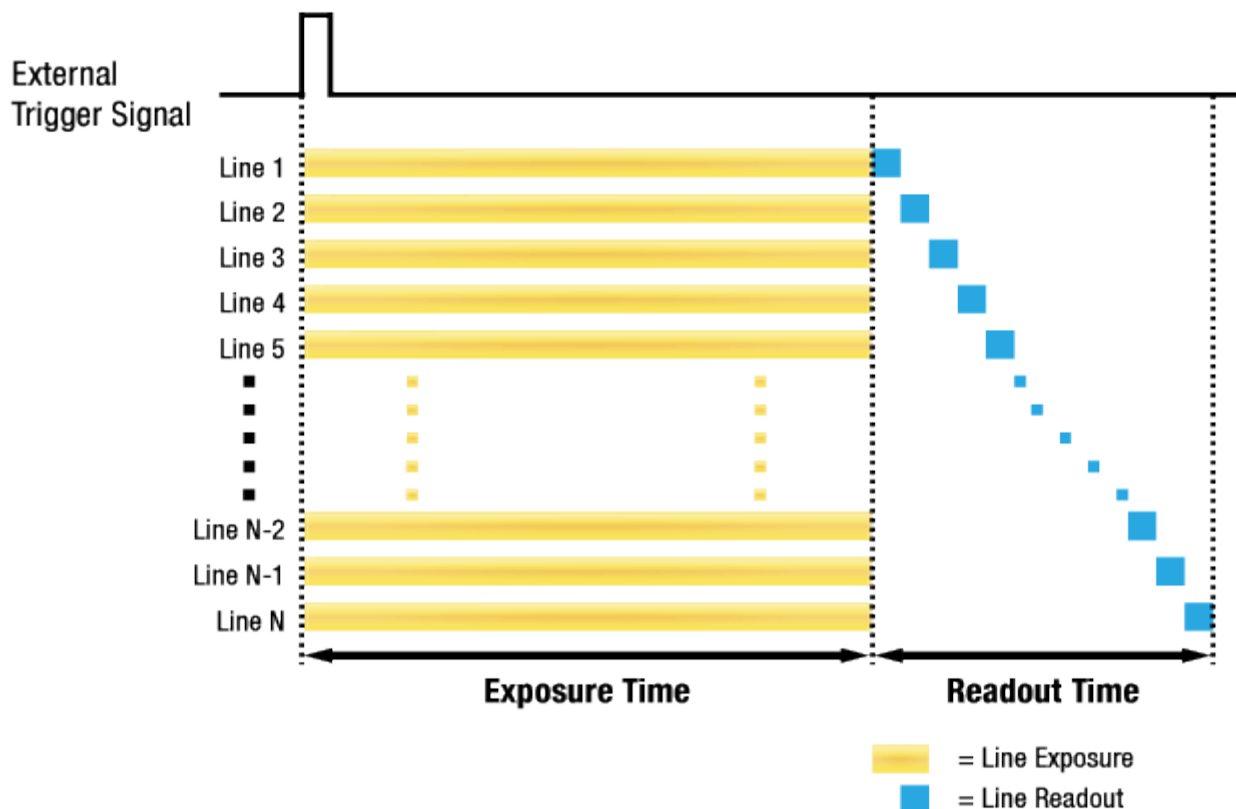 External
Trigger Signal
Line 1
Line 2
Line 3
Line 4
Line 5
Line N-2
Line N-1
Line N
Exposure Time
Readout Time
= Line Exposure
= Line Readout